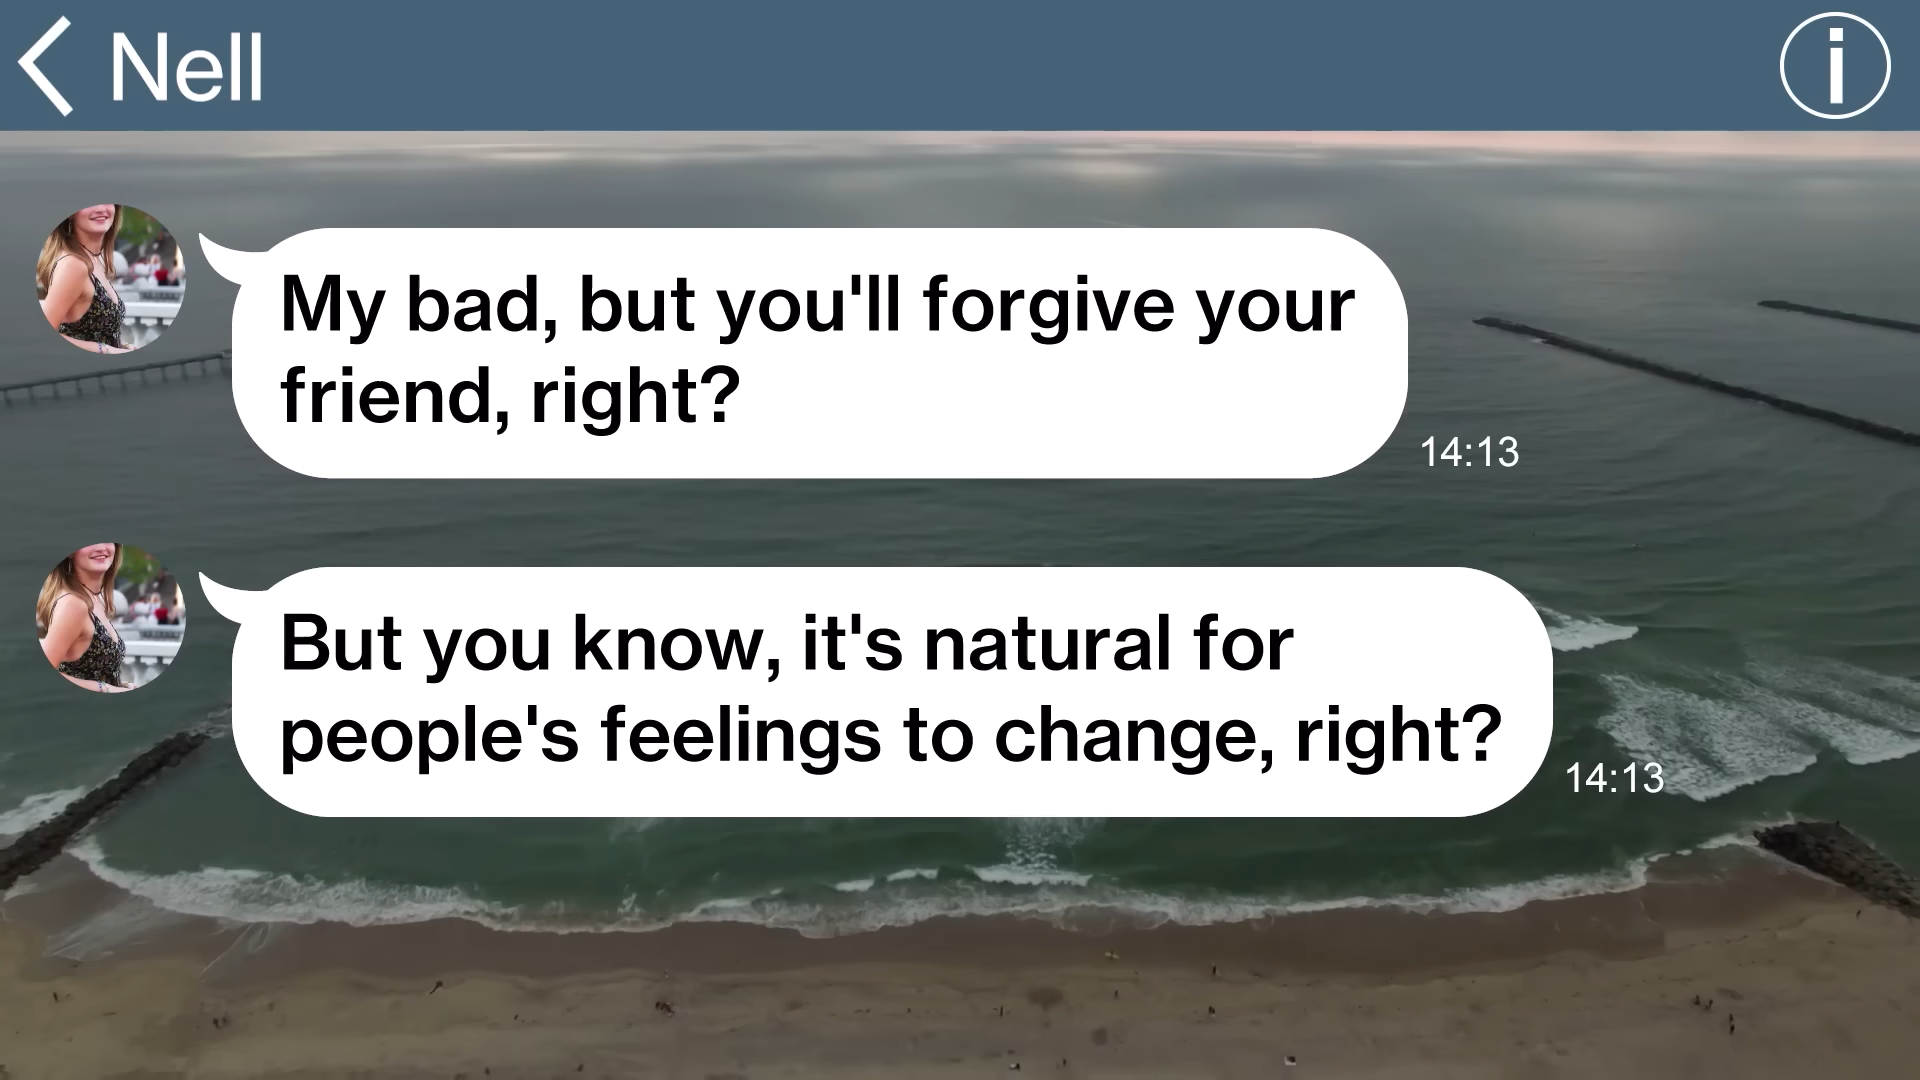 Nell
My bad, but you'll forgive your
friend, right?
14:13
But you know, it's natural for
people's feelings to change, right?
14:13